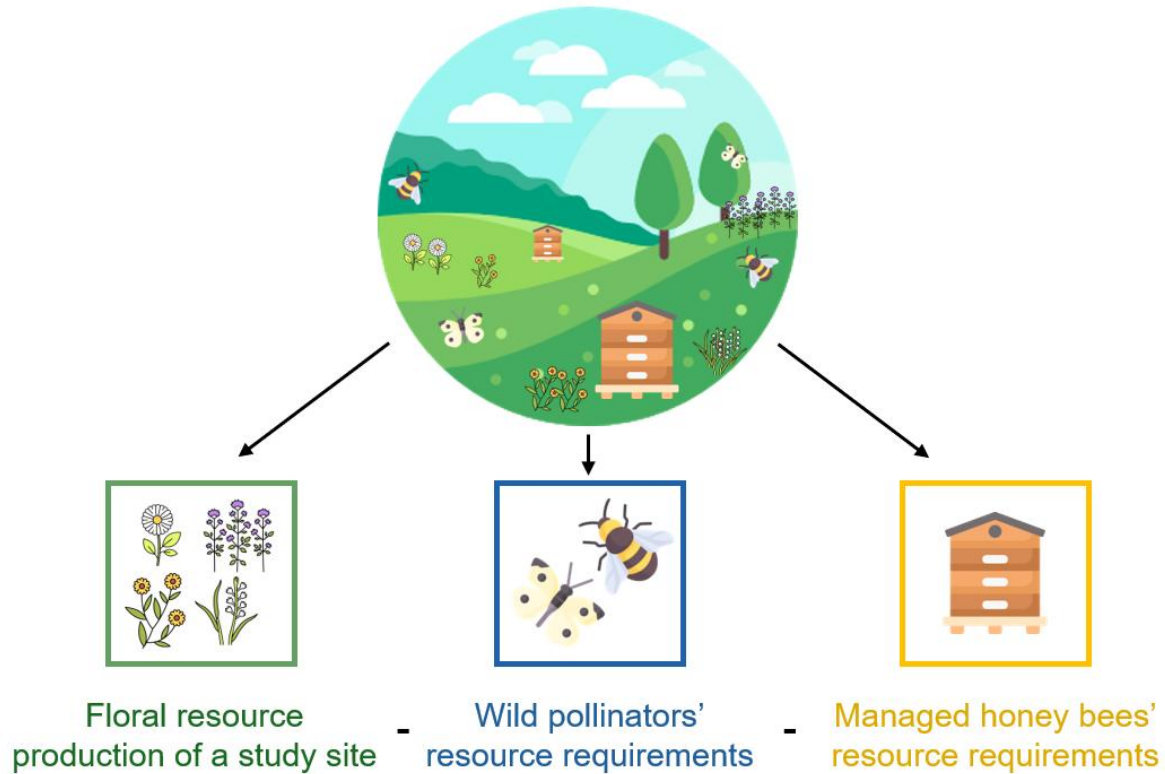 Floral resource
production of a study site
-
Wild pollinators'
resource requirements
-
Managed honey bees'
resource requirements